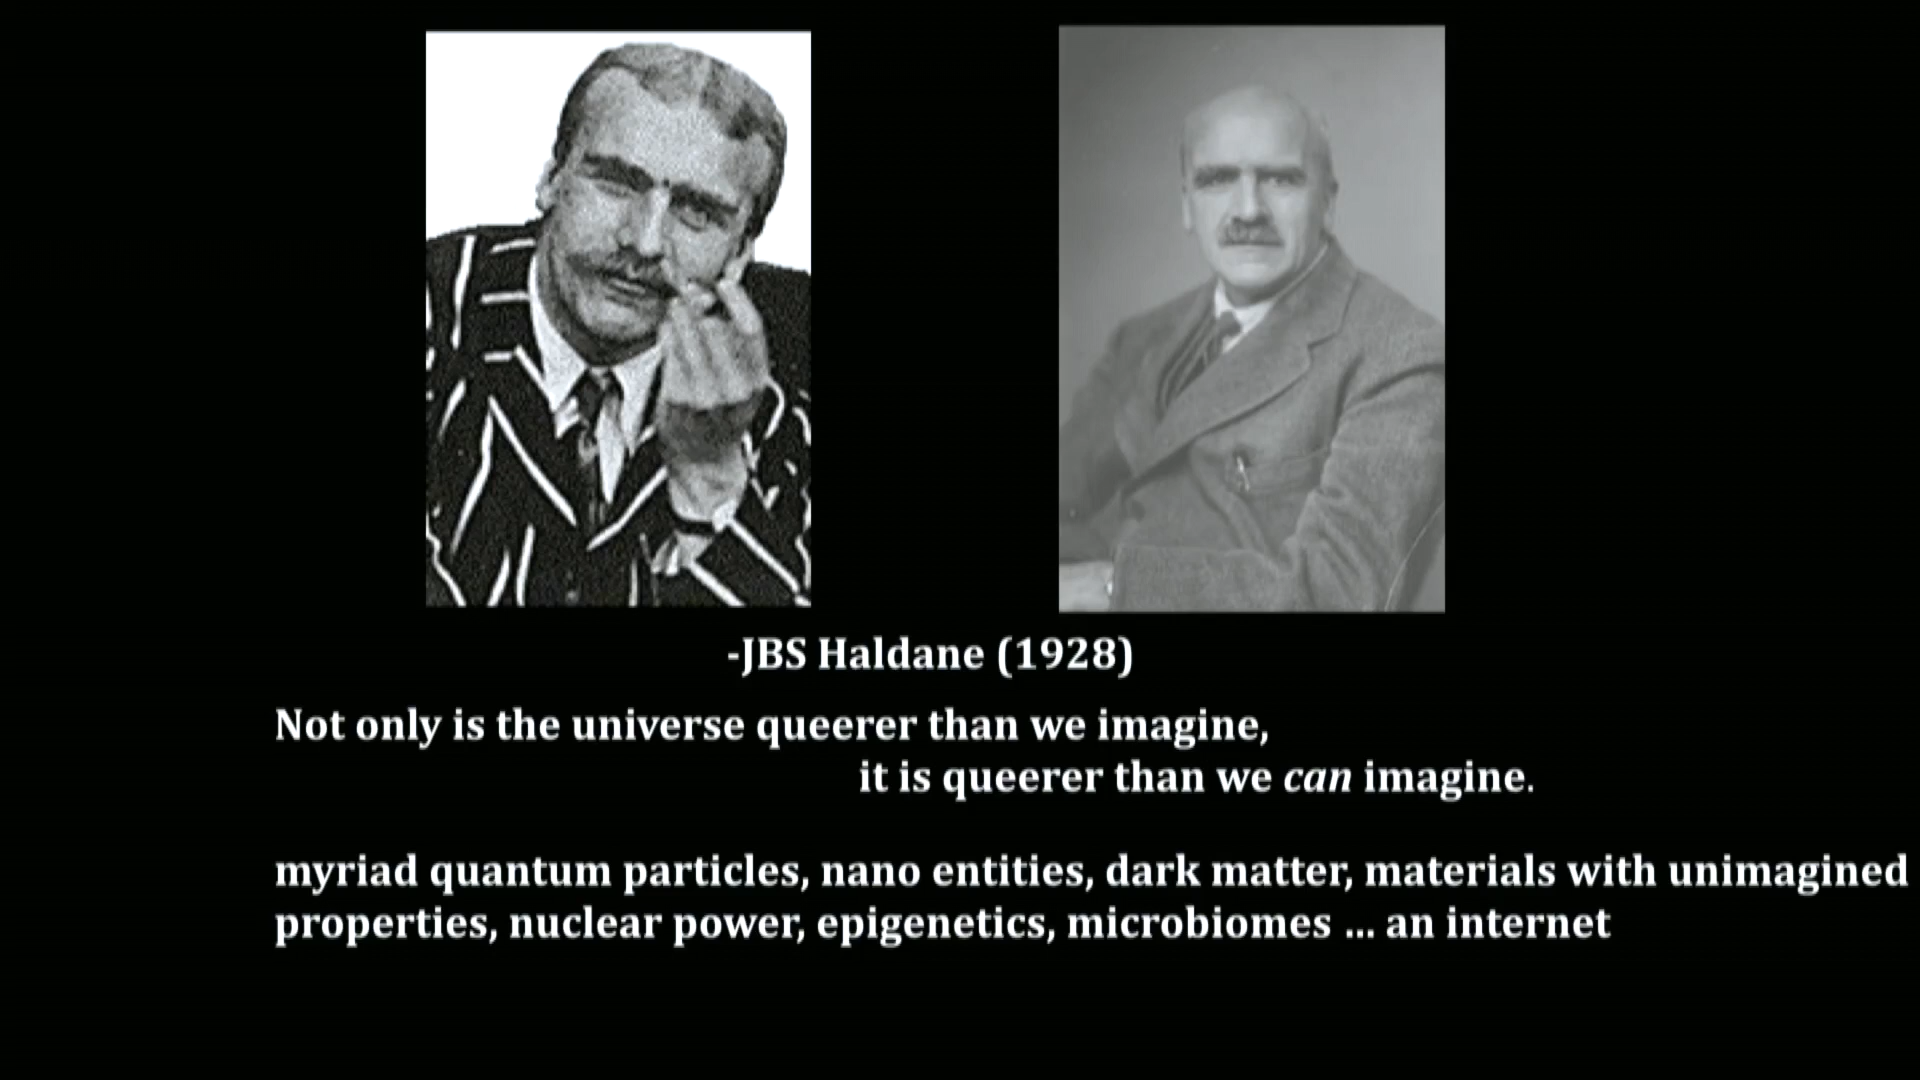 -JBS Haldane (1928)
Not only is the universe queerer than we imagine,
it is queerer than we can imagine.
myriad quantum particles, nano entities, dark matter, materials with unimagined
properties, nuclear power, epigenetics, microbiomes ... an internet